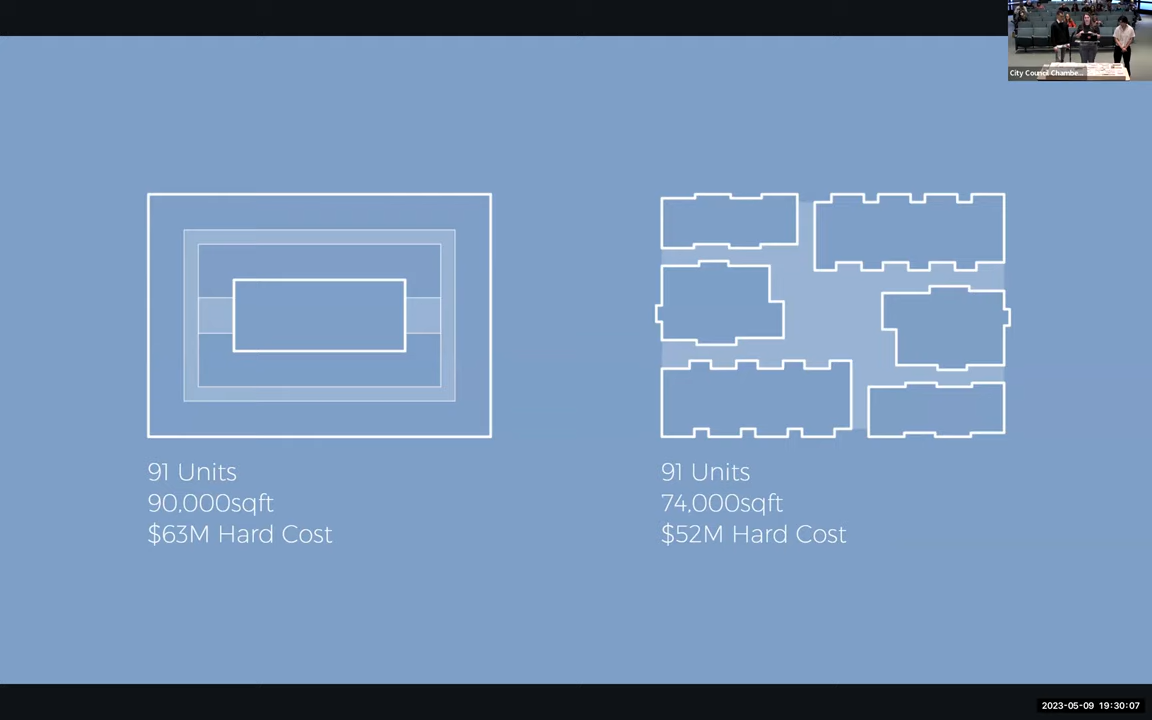 City Council Chambe...
91 Units
90,000sqft
$63M Hard Cost
91 Units
74,000sqft
$52M Hard Cost
2023-05-09 19:30:07